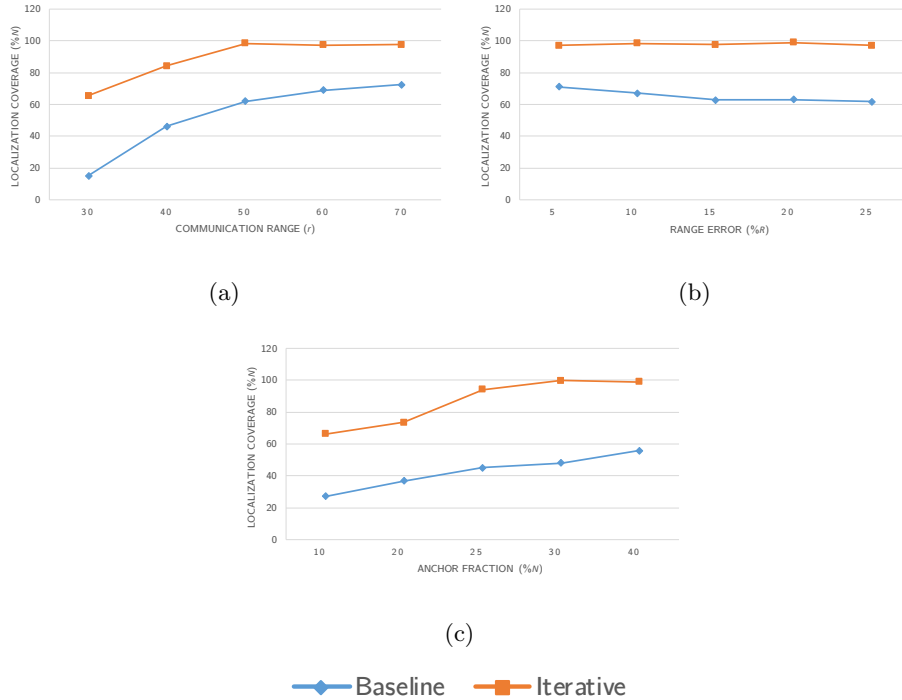 120
100
80
60
40
20
0
LOCALIZATION COVERAGE (%N)
30 40 50 60 70
COMMUNICATION RANGE (r)
(a)
120
100
80
60
40
20
0
LOCALIZATION COVERAGE (%N)
5 10 15 20 25
RANGE ERROR (%R)
(b)
120
100
80
60
40
20
0
LOCALIZATION COVERAGE (%N)
10 20 25 30 40
ANCHOR FRACTION (%N)
(c)
Baseline Iterative